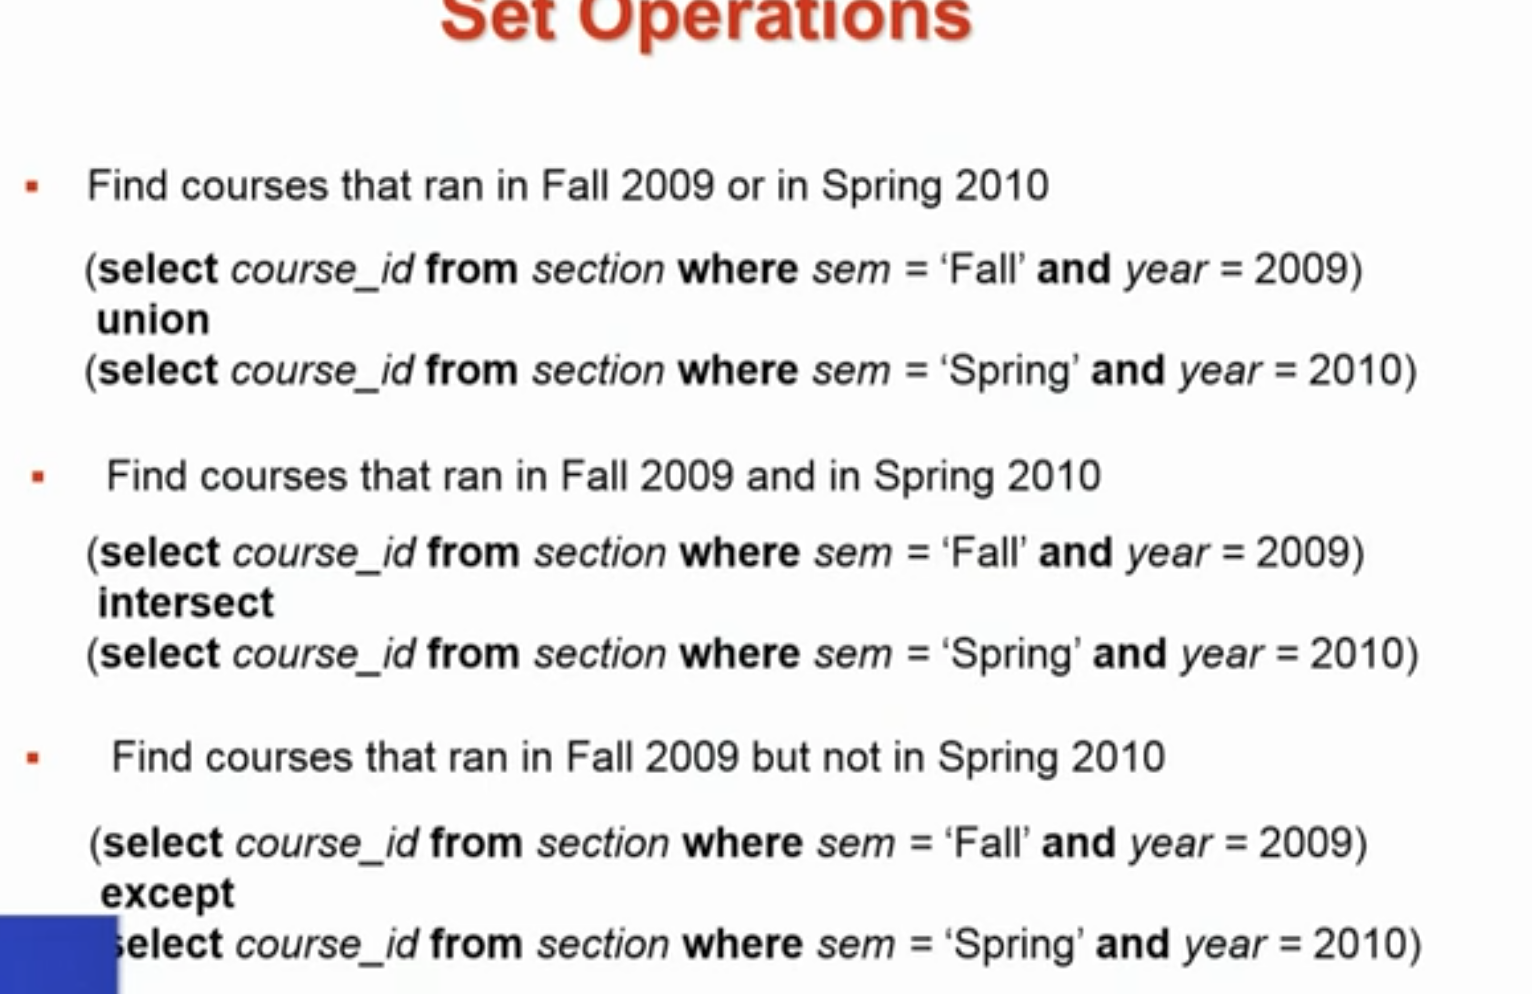 Set Operations
▪ Find courses that ran in Fall 2009 or in Spring 2010
(select course_id from section where sem = ‘Fall’ and year = 2009)
union
(select course_id from section where sem = ‘Spring’ and year = 2010)
▪ Find courses that ran in Fall 2009 and in Spring 2010
(select course_id from section where sem = ‘Fall’ and year = 2009)
intersect
(select course_id from section where sem = ‘Spring’ and year = 2010)
▪ Find courses that ran in Fall 2009 but not in Spring 2010
(select course_id from section where sem = ‘Fall’ and year = 2009)
except
select course_id from section where sem = ‘Spring’ and year = 2010)